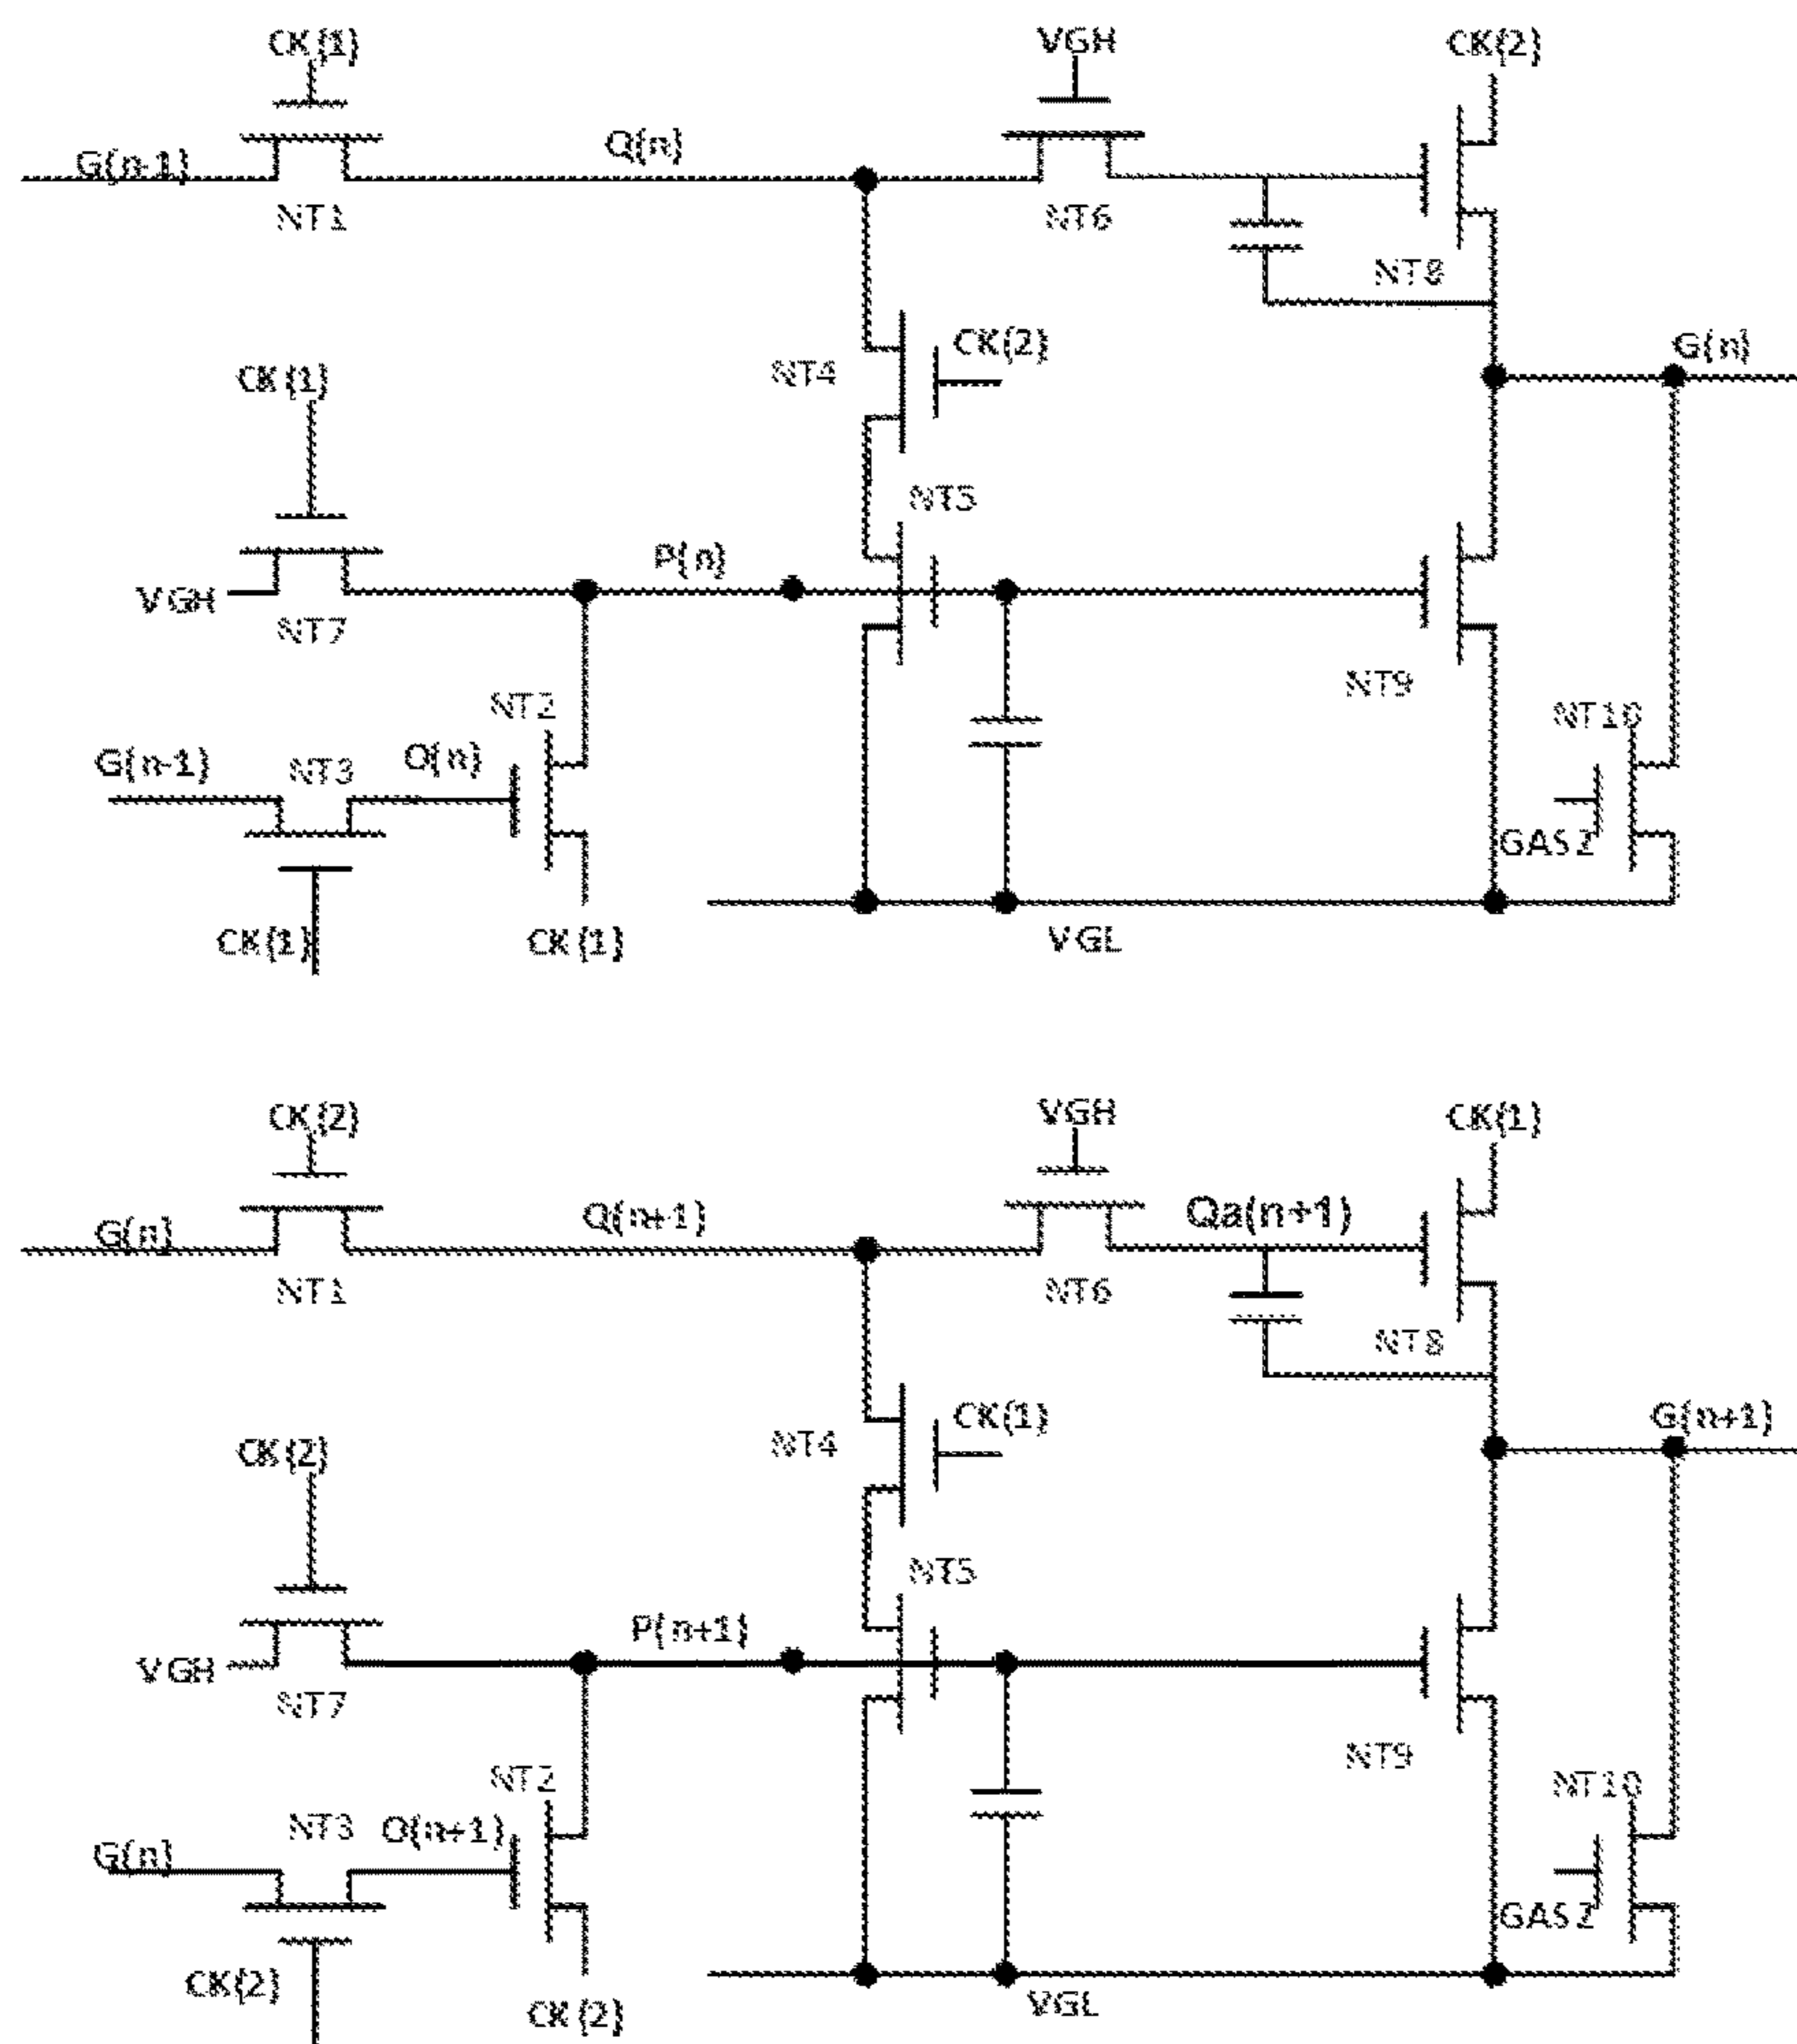 CK(1) VGH CK(2)
G(n-1) Q(n)
NT1 NT6 NT8
NT4 CK(2) G(n)
CK(1) NT5
P(n)
VGH NT7 NT9
NT2 NT10
G(n-1) NT3 O(n) GAS2
CK(1) CK(1) VGL
CK(2) VGH CK(1)
G(n) Q(n+1) Qa(n+1)
NT1 NT6 NT8
NT4 CK(1) G(n+1)
CK(2) NT5
P(n+1)
VGH NT7 NT9
NT2 NT10
G(n) NT3 O(n+1) GAS2
CK(2) CK(2) VGL